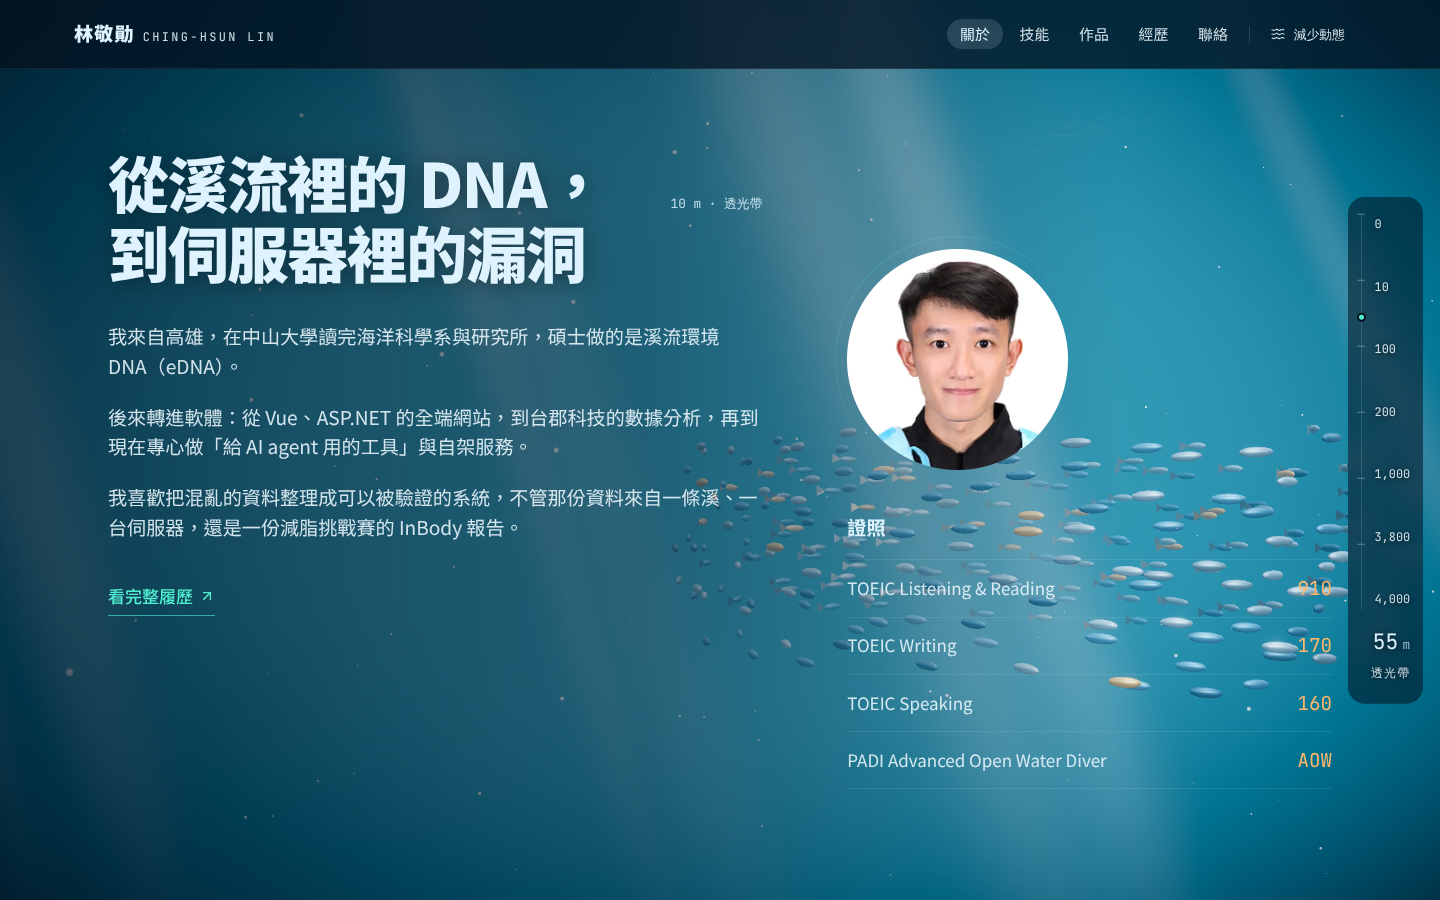 林敬勛 CHING-HSUN LIN
關於
技能
作品
經歷
聯絡
減少動態
從溪流裡的 DNA，
到伺服器裡的漏洞
10 m · 透光帶
我來自高雄，在中山大學讀完海洋科學系與研究所，碩士做的是溪流環境
DNA（eDNA）。
後來轉進軟體：從 Vue、ASP.NET 的全端網站，到台郡科技的數據分析，再到
現在專心做「給 AI agent 用的工具」與自架服務。
我喜歡把混亂的資料整理成可以被驗證的系統，不管那份資料來自一條溪、一
台伺服器，還是一份減脂挑戰賽的 InBody 報告。
看完整履歷
證照
TOEIC Listening & Reading 910
TOEIC Writing 170
TOEIC Speaking 160
PADI Advanced Open Water Diver AOW
0
10
100
200
1,000
3,800
4,000
55 m
透光帶